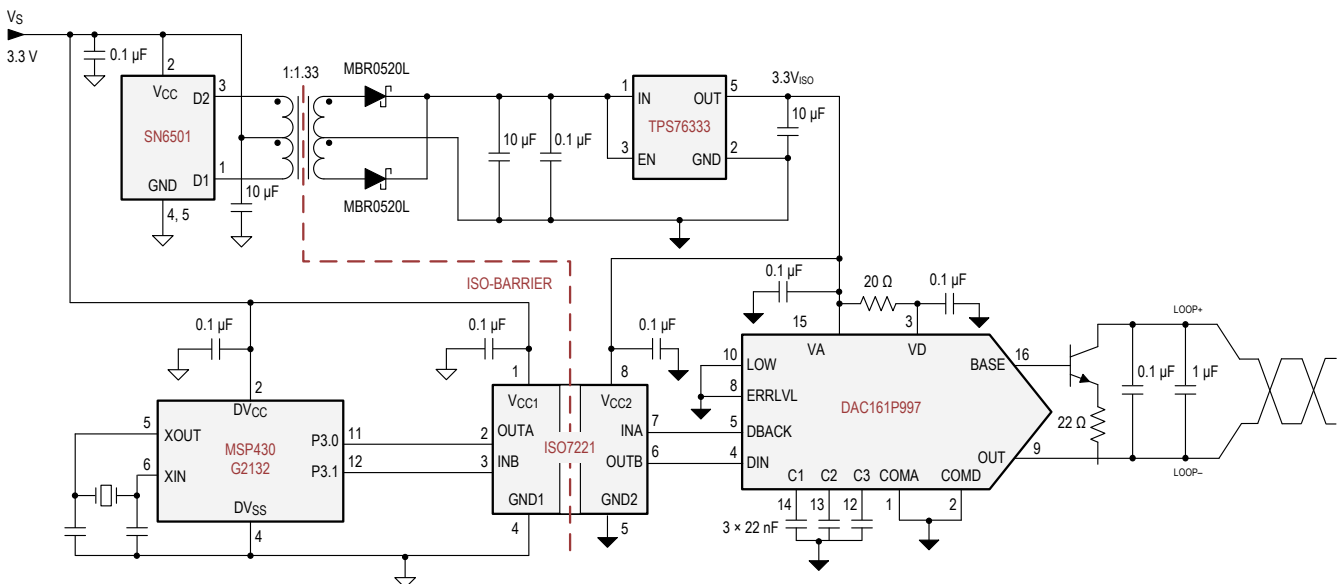 VS
3.3 V
0.1 µF
2
VCC
D2
3
SN6501
D1
1
GND
4, 5
10 µF
1:1.33
MBR0520L
MBR0520L
10 µF
0.1 µF
1
IN
OUT
5
TPS76333
3
EN
GND
2
3.3VISO
10 µF
ISO-BARRIER
0.1 µF
0.1 µF
0.1 µF
0.1 µF
20 Ω
0.1 µF
2
DVCC
5
XOUT
6
XIN
MSP430
G2132
P3.0
11
P3.1
12
DVSS
4
1
VCC1
2
OUTA
3
INB
GND1
4
ISO7221
8
VCC2
INA
7
OUTB
6
GND2
5
15
VA
3
VD
10
LOW
8
ERRLVL
5
DBACK
4
DIN
DAC161P997
BASE
16
OUT
9
C1
C2
C3
COMA
COMD
14
13
12
1
2
3 × 22 nF
22 Ω
0.1 µF
1 µF
LOOP+
LOOP–